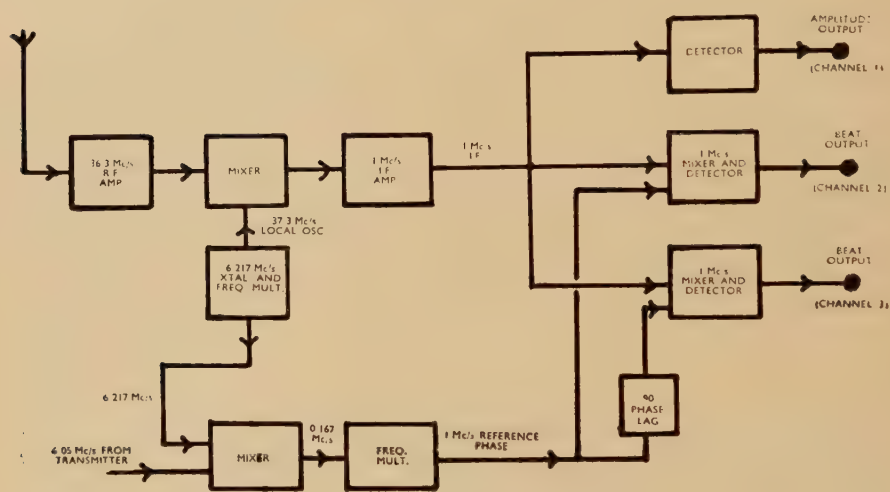 AMPLITUDE
OUTPUT
(CHANNEL 1)
DETECTOR
36·3 Mc/s
R F
AMP
MIXER
1 Mc/s
I F
AMP
1 Mc/s
I F
1 Mc/s
MIXER AND
DETECTOR
BEAT
OUTPUT
(CHANNEL 2)
37·3 Mc/s
LOCAL OSC
6·217 Mc/s
XTAL AND
FREQ. MULT.
BEAT
OUTPUT
(CHANNEL 3)
1 Mc/s
MIXER AND
DETECTOR
6·217 Mc/s
90
PHASE
LAG
6·05 Mc/s FROM
TRANSMITTER
MIXER
0·167
Mc/s
FREQ.
MULT.
1 Mc/s REFERENCE
PHASE